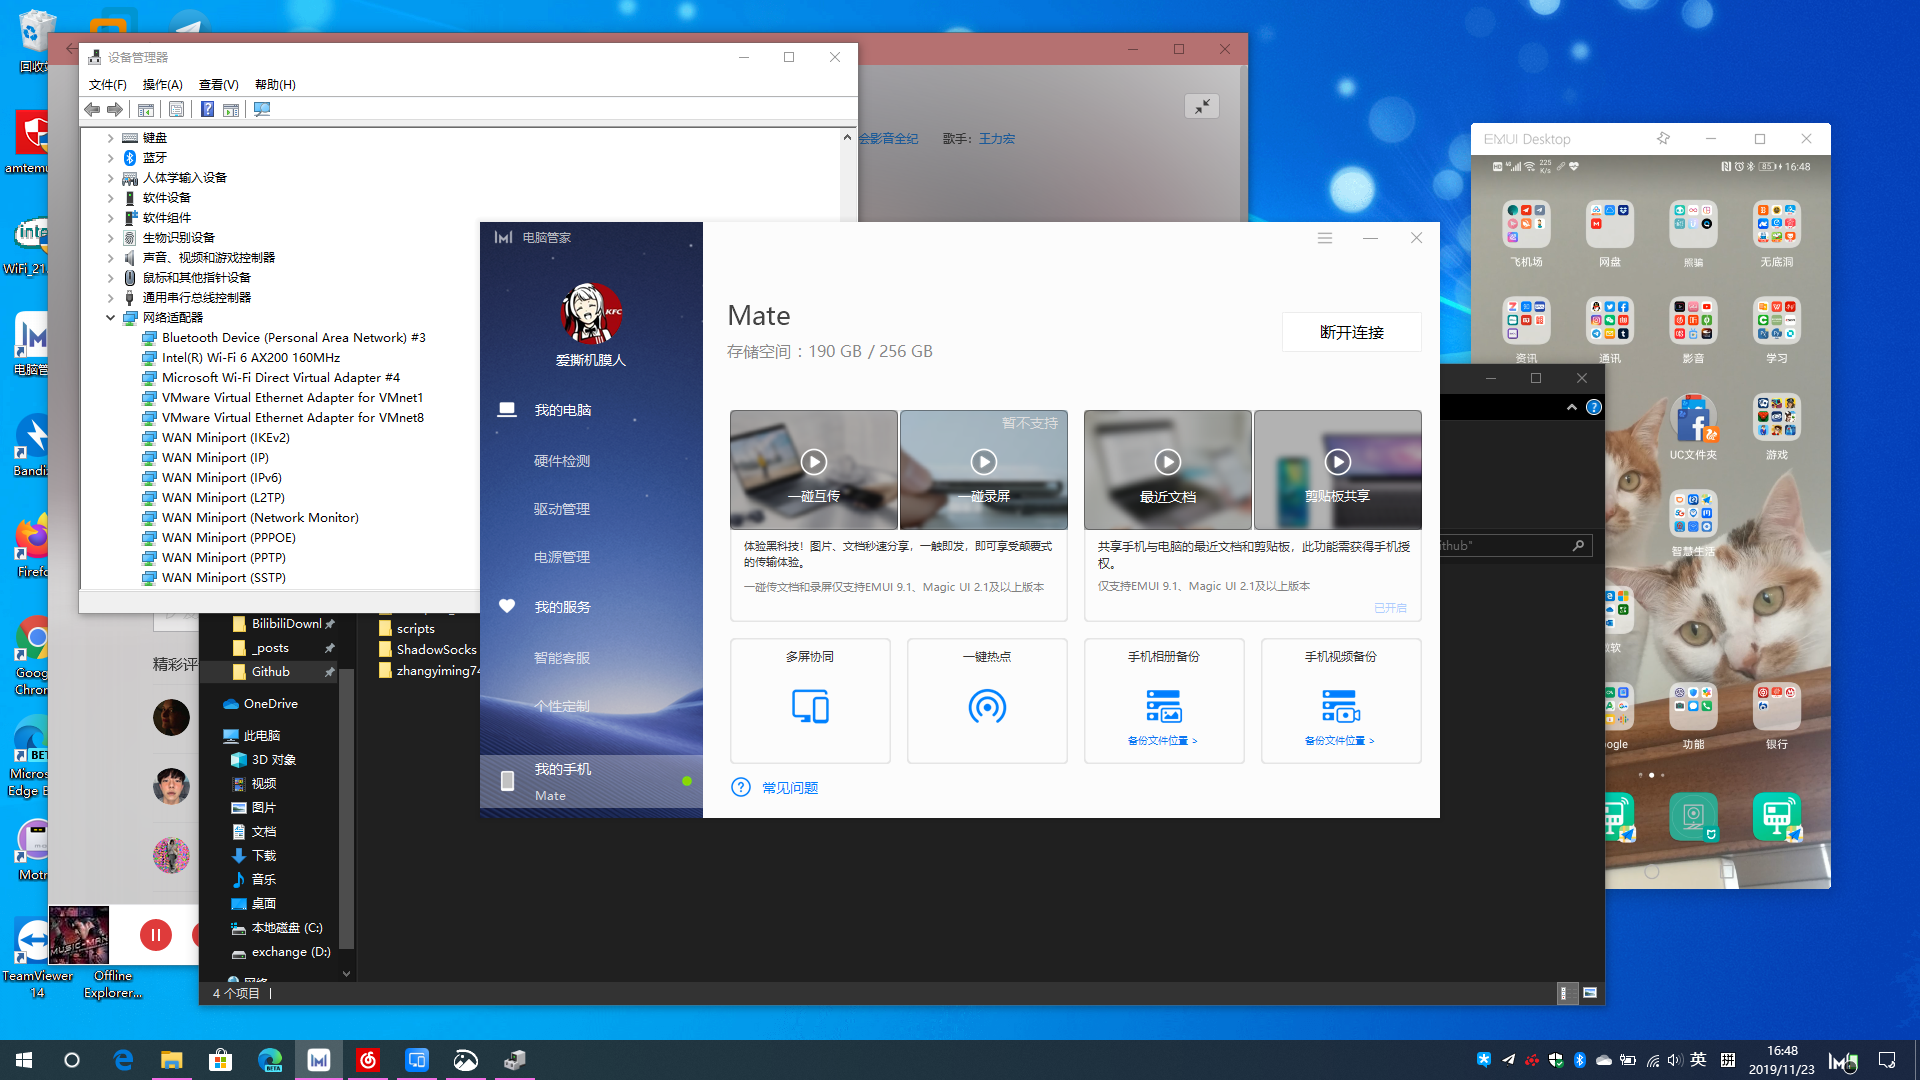 设备管理器
文件(F) 操作(A) 查看(V) 帮助(H)
键盘
蓝牙
人体学输入设备
软件设备
软件组件
生物识别设备
声音、视频和游戏控制器
鼠标和其他指针设备
通用串行总线控制器
网络适配器
Bluetooth Device (Personal Area Network) #3
Intel(R) Wi-Fi 6 AX200 160MHz
Microsoft Wi-Fi Direct Virtual Adapter #4
VMware Virtual Ethernet Adapter for VMnet1
VMware Virtual Ethernet Adapter for VMnet8
WAN Miniport (IKEv2)
WAN Miniport (IP)
WAN Miniport (IPv6)
WAN Miniport (L2TP)
WAN Miniport (Network Monitor)
WAN Miniport (PPPOE)
WAN Miniport (PPTP)
WAN Miniport (SSTP)
会影音全纪 歌手：王力宏
电脑管家
KFC
爱撕机膜人
我的电脑
硬件检测
驱动管理
电源管理
我的服务
智能客服
个性定制
我的手机
Mate
Mate
存储空间：190 GB / 256 GB
断开连接
一碰互传
暂不支持
一碰录屏
最近文档
剪贴板共享
体验黑科技！图片、文档秒速分享，一触即发，即可享受颠覆式
的传输体验。
一碰传文档和录屏仅支持EMUI 9.1、Magic UI 2.1及以上版本
共享手机与电脑的最近文档和剪贴板，此功能需获得手机授
权。
仅支持EMUI 9.1、Magic UI 2.1及以上版本
已开启
多屏协同
一键热点
手机相册备份
备份文件位置 >
手机视频备份
备份文件位置 >
常见问题
EMUI Desktop
225
K/s
85
16:48
飞机场
网盘
照骗
无底洞
资讯
通讯
影音
学习
UC文件夹
游戏
智慧生活
功能
银行
ithub"
精彩评
BilibiliDownl
_posts
Github
OneDrive
此电脑
3D 对象
视频
图片
文档
下载
音乐
桌面
本地磁盘 (C:)
exchange (D:)
网络
scripts
ShadowSocks
zhangyiming74
4 个项目
回收
amtemu
intel
WiFi_21.
电脑管
Bandi
Firefo
Goog
Chron
BET
Micros
Edge B
Motr
TeamViewer
14
MUSIC-MAN
Offline
Explorer...
BETA
英
拼
16:48
2019/11/23